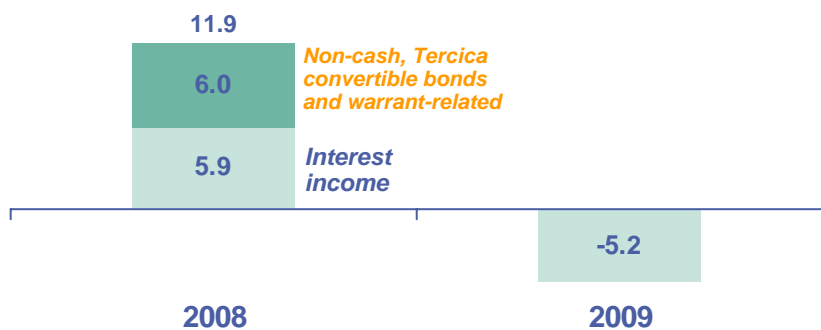 11.9
6.0
Non-cash, Tercica
convertible bonds
and warrant-related
5.9
Interest
income
-5.2
2008
2009